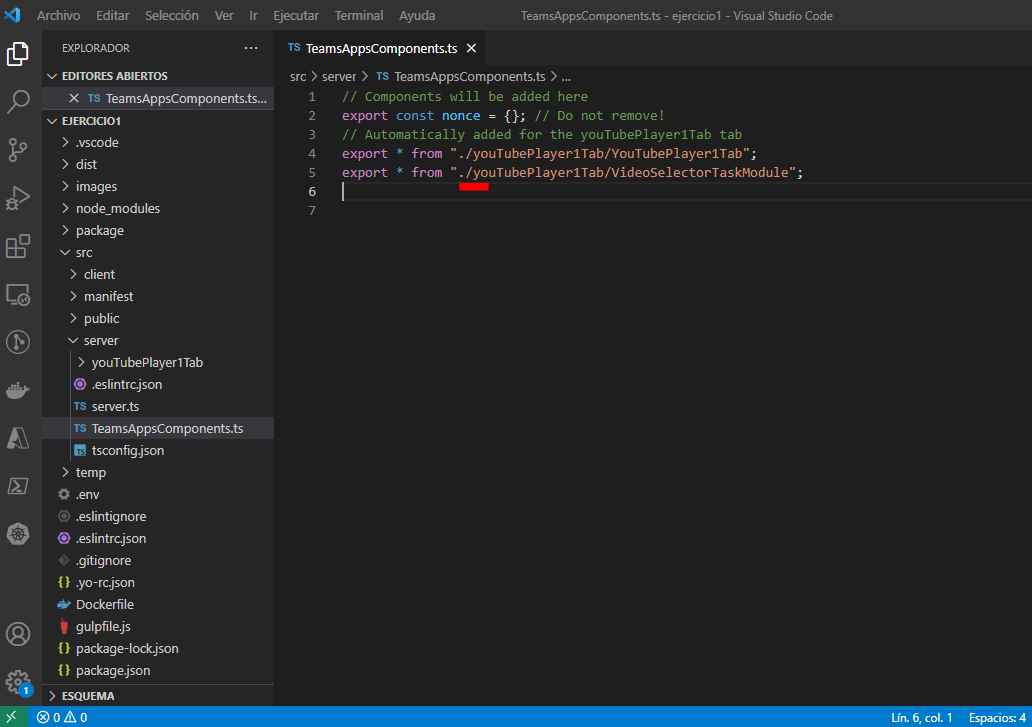 Archivo Editar Selección Ver Ir Ejecutar Terminal Ayuda TeamsAppsComponents.ts - ejercicio1 - Visual Studio Code
EXPLORADOR ...
EDITORES ABIERTOS
TS TeamsAppsComponents.ts...
EJERCICIO1
.vscode
dist
images
node_modules
package
src
client
manifest
public
server
youTubePlayer1Tab
.eslintrc.json
TS server.ts
TS TeamsAppsComponents.ts
TS tsconfig.json
temp
.env
.eslintignore
.eslintrc.json
.gitignore
{} .yo-rc.json
Dockerfile
gulpfile.js
{} package-lock.json
{} package.json
ESQUEMA
TS TeamsAppsComponents.ts
src > server > TS TeamsAppsComponents.ts > ...
1 // Components will be added here
2 export const nonce = {}; // Do not remove!
3 // Automatically added for the youTubePlayer1Tab tab
4 export * from "./youTubePlayer1Tab/YouTubePlayer1Tab";
5 export * from "./youTubePlayer1Tab/VideoSelectorTaskModule";
6
7
1
0 0 Lín. 6, col. 1 Espacios: 4